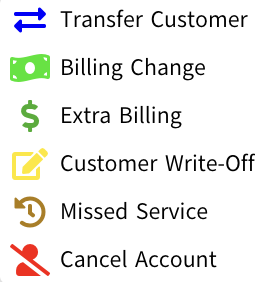 Transfer Customer
Billing Change
Extra Billing
Customer Write-Off
Missed Service
Cancel Account